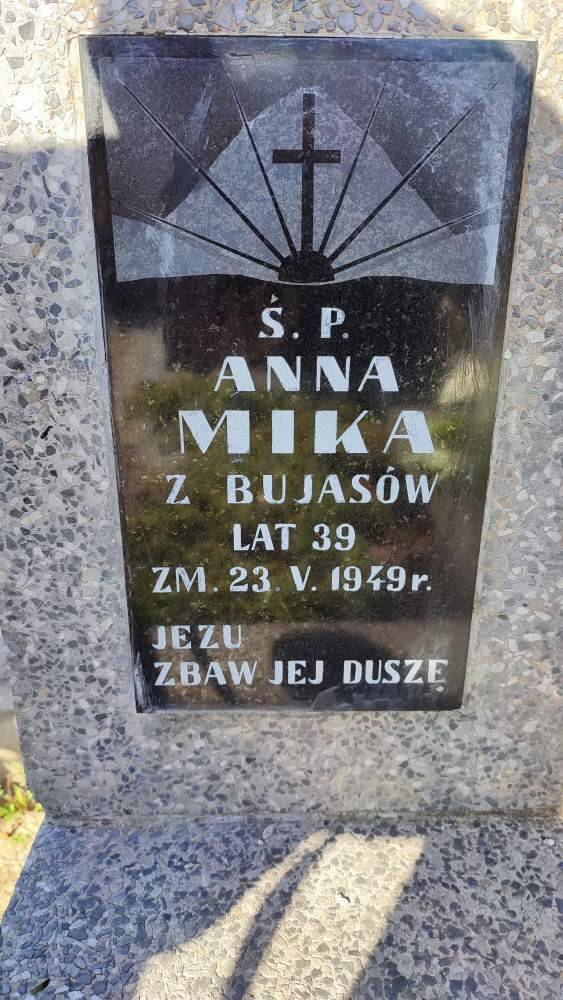 Ś. P.
ANNA
MIKA
Z BUJASÓW
LAT 39
ZM. 23. V. 1949 r.
JEZU
ZBAW JEJ DUSZĘ